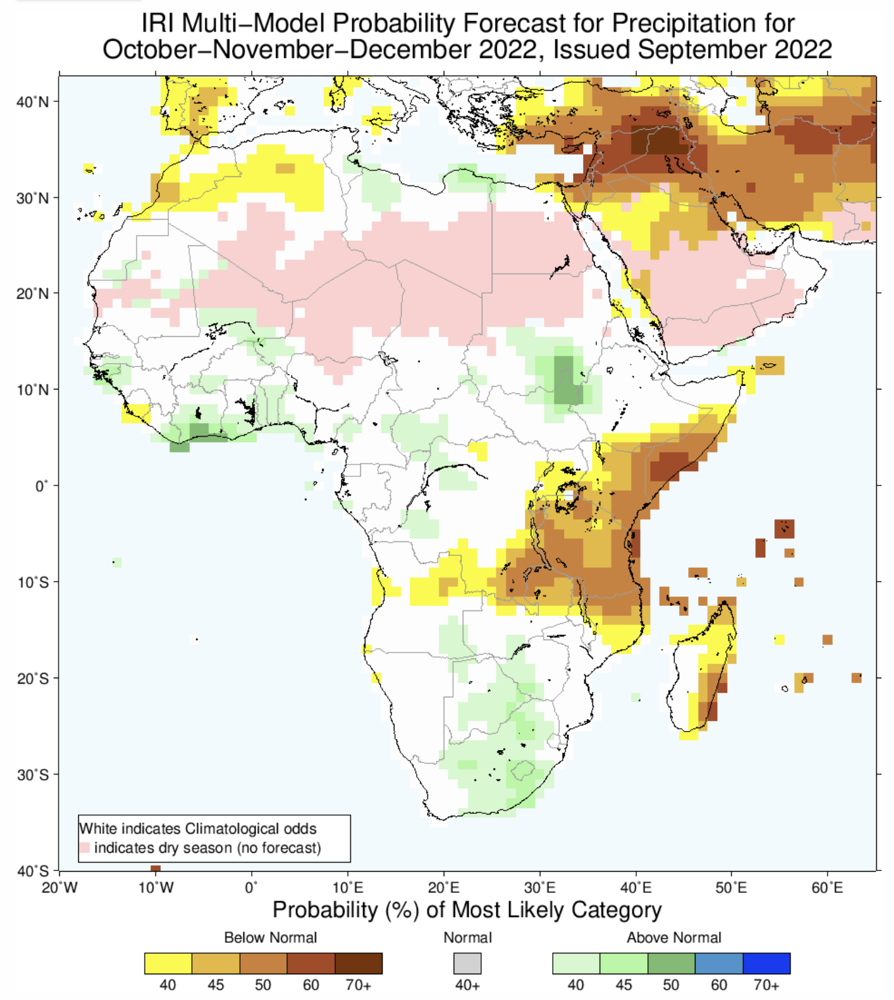 IRI Multi−Model Probability Forecast for Precipitation for
October−November−December 2022, Issued September 2022
40˚N
30˚N
20˚N
10˚N
0˚
10˚S
20˚S
30˚S
40˚S
White indicates Climatological odds
indicates dry season (no forecast)
20˚W 10˚W 0˚ 10˚E 20˚E 30˚E 40˚E 50˚E 60˚E
Probability (%) of Most Likely Category
Below Normal Normal Above Normal
40 45 50 60 70+ 40+ 40 45 50 60 70+